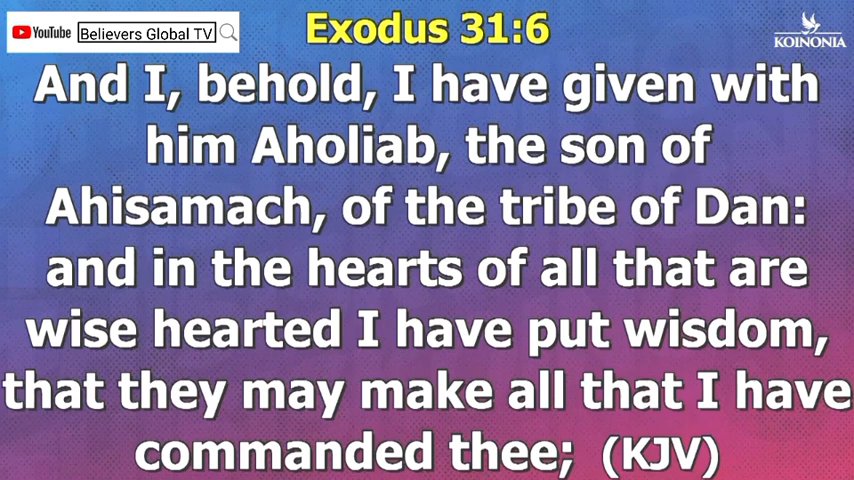 YouTube Believers Global TV
Exodus 31:6
KOINONIA
And I, behold, I have given with
him Aholiab, the son of
Ahisamach, of the tribe of Dan:
and in the hearts of all that are
wise hearted I have put wisdom,
that they may make all that I have
commanded thee; (KJV)